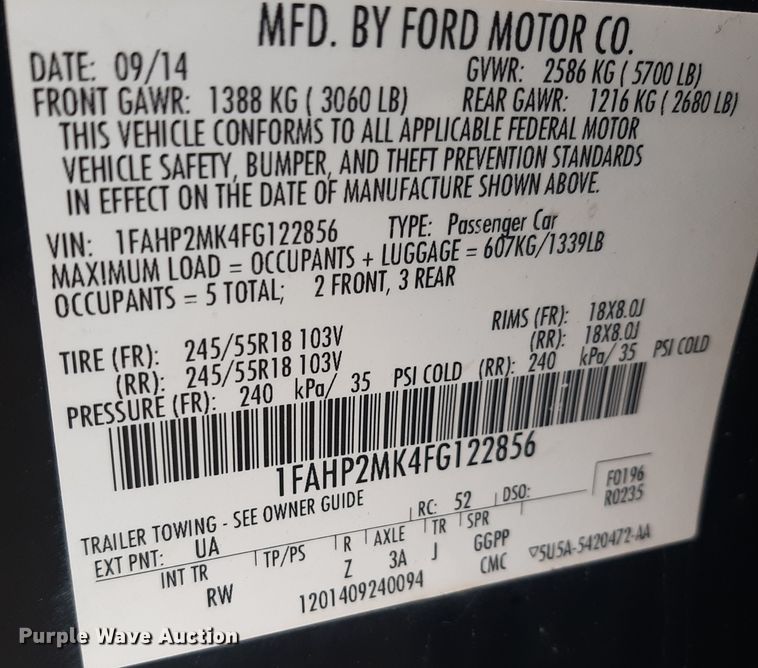 MFD. BY FORD MOTOR CO.
DATE: 09/14 GVWR: 2586 KG ( 5700 LB)
FRONT GAWR: 1388 KG ( 3060 LB) REAR GAWR: 1216 KG ( 2680 LB)
THIS VEHICLE CONFORMS TO ALL APPLICABLE FEDERAL MOTOR
VEHICLE SAFETY, BUMPER, AND THEFT PREVENTION STANDARDS
IN EFFECT ON THE DATE OF MANUFACTURE SHOWN ABOVE.
VIN: 1FAHP2MK4FG122856 TYPE: Passenger Car
MAXIMUM LOAD = OCCUPANTS + LUGGAGE = 607KG/1339LB
OCCUPANTS = 5 TOTAL; 2 FRONT, 3 REAR
TIRE (FR): 245/55R18 103V RIMS (FR): 18X8.0J
(RR): 245/55R18 103V (RR): 18X8.0J
PRESSURE (FR): 240 kPa/ 35 PSI COLD (RR): 240 kPa/ 35 PSI COLD
1FAHP2MK4FG122856
TRAILER TOWING - SEE OWNER GUIDE RC: 52 DSO: F0196
R0235
EXT PNT: UA TP/PS R AXLE TR SPR
INT TR RW Z 3A J GGPP
CMC
1201409240094 5U5A-5420472-AA
Purple Wave Auction